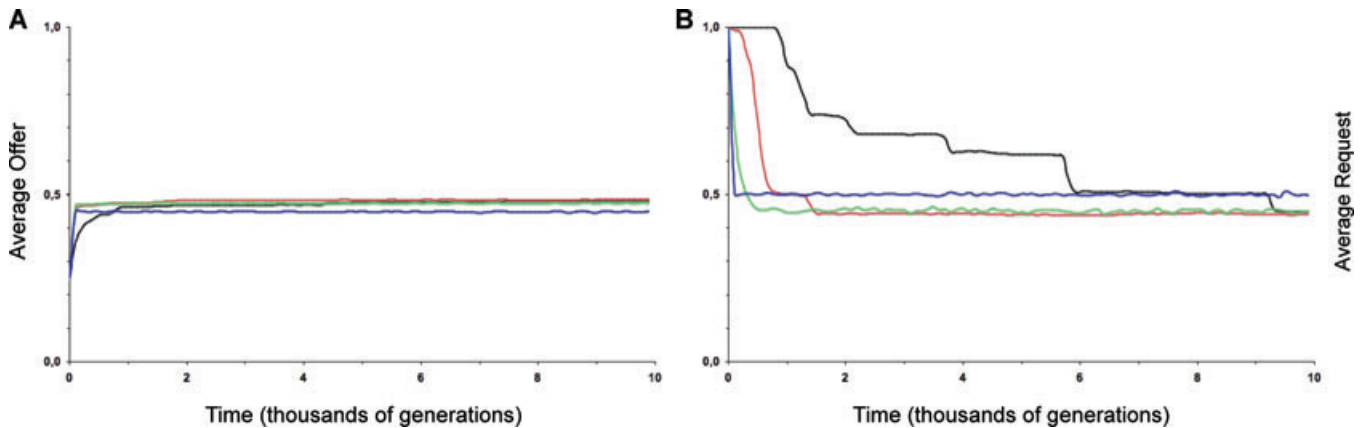 A
Average Offer
1,0
0,5
0,0
0 2 4 6 8 10
Time (thousands of generations)
B
1,0
0,5
0,0
0 2 4 6 8 10
Time (thousands of generations)
Average Request